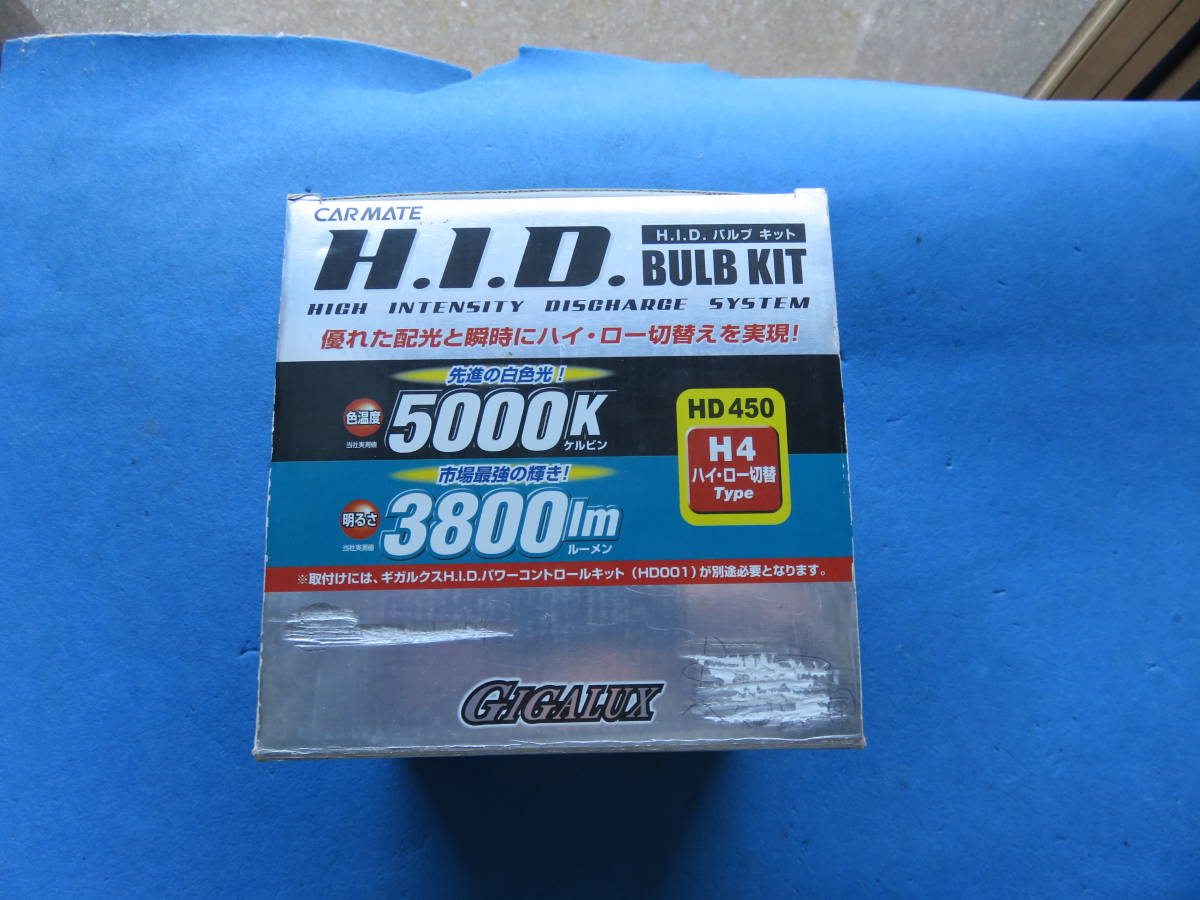 CARMATE
H.I.D.
H.I.D. バルブ キット
BULB KIT
HIGH INTENSITY DISCHARGE SYSTEM
優れた配光と瞬時にハイ・ロー切替えを実現!
先進の白色光!
色温度
当社実測値
5000K
ケルビン
HD450
H4
ハイ・ロー切替
Type
市場最強の輝き!
明るさ
当社実測値
3800lm
ルーメン
※取付けには、ギガルクスH.I.D.パワーコントロールキット(HD001)が別途必要となります。
GIGALUX